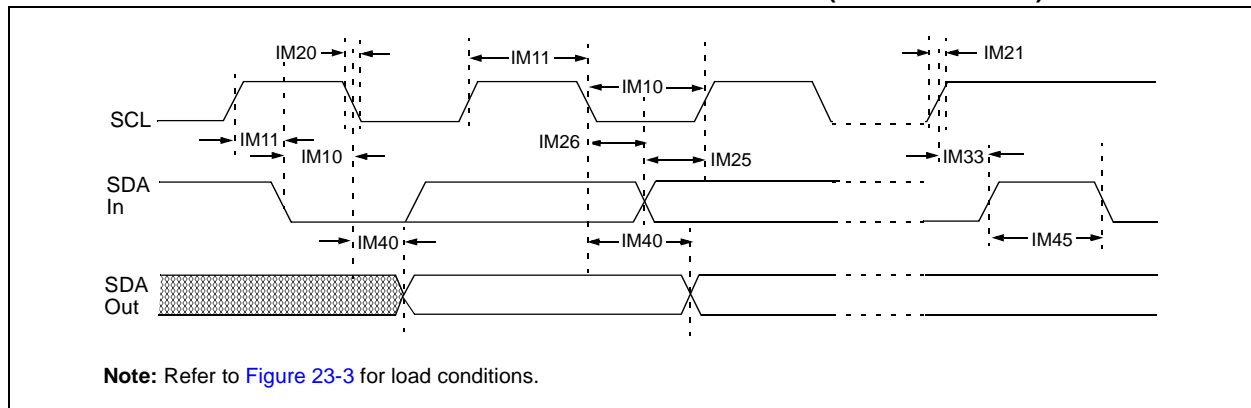 IM20
IM11
IM21
IM10
SCL
IM11
IM10
IM26
IM25
IM33
SDA
In
IM40
IM40
IM45
SDA
Out
Note: Refer to Figure 23-3 for load conditions.